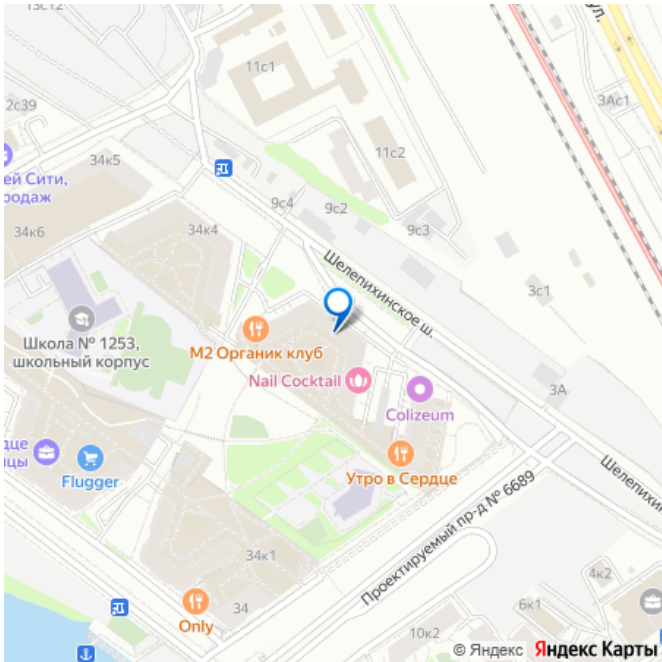 13с12
ул.
11с1
3Ас1
2с39
11с2
34к5
ей Сити,
родаж
9с4
9с2
9с3
34к6
34к4
Шелепихинское ш.
3с1
Школа № 1253,
школьный корпус
М2 Органик клуб
Nail Cocktail
3А
Colizeum
дце
цы
Flugger
Утро в Сердце
Шелепихин
Проектируемый пр-д № 6689
34к1
4к2
34
6к1
Only
10к2
© Яндекс Яндекс Карты